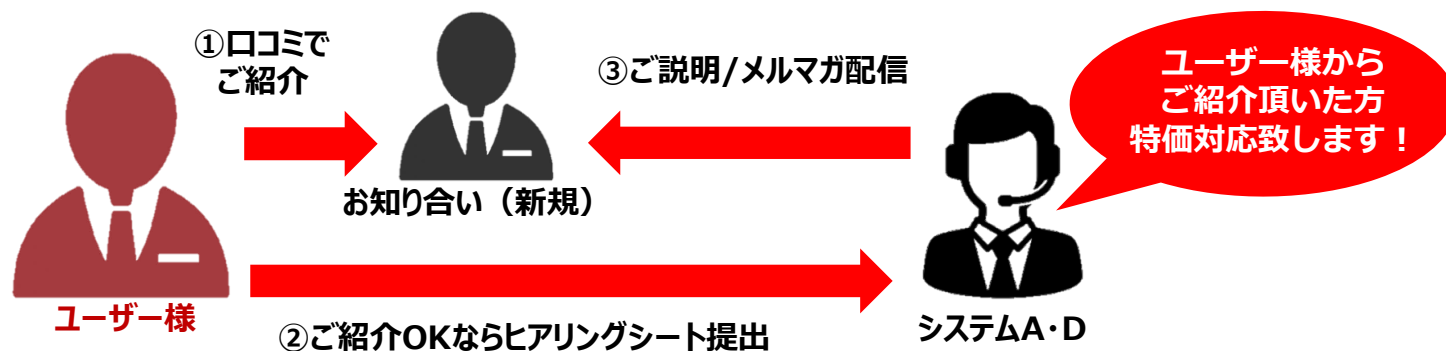 ①口コミで
ご紹介
③ご説明/メルマガ配信
ユーザー様から
ご紹介頂いた方
特価対応致します！
お知り合い（新規）
ユーザー様
②ご紹介OKならヒアリングシート提出
システムA・D